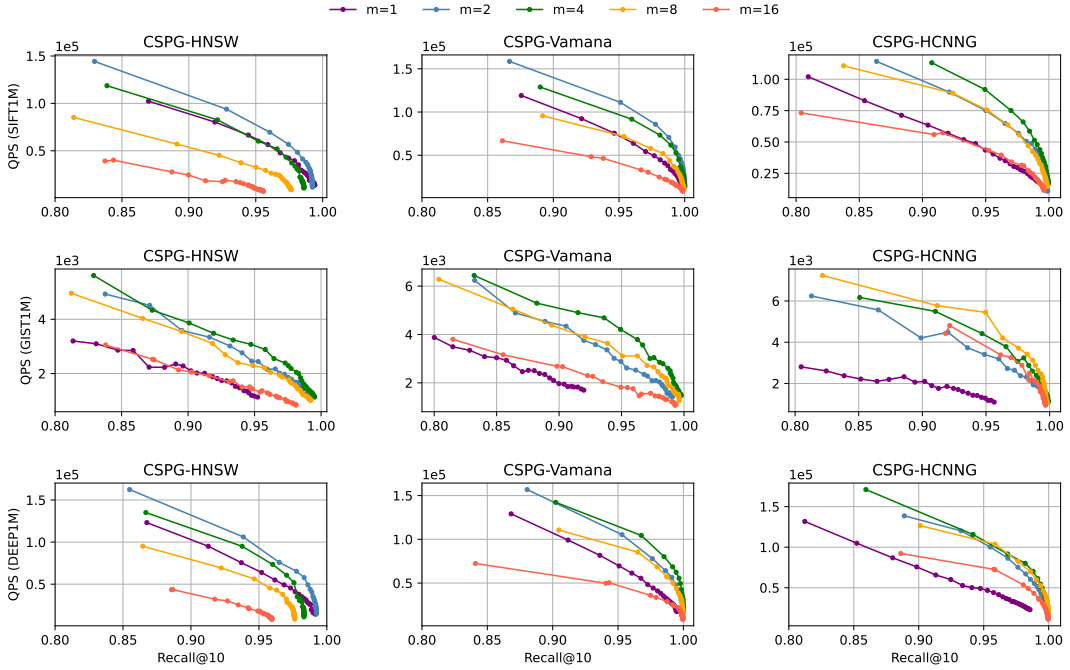 m=1 m=2 m=4 m=8 m=16
CSPG-HNSW CSPG-Vamana CSPG-HCNNG
1e5 1e5 1e5
QPS (SIFT1M)
1.5
1.0
0.5
1.5
1.0
0.5
1.00
0.75
0.50
0.25
0.80 0.85 0.90 0.95 1.00 0.80 0.85 0.90 0.95 1.00 0.80 0.85 0.90 0.95 1.00
CSPG-HNSW CSPG-Vamana CSPG-HCNNG
1e3 1e3 1e3
QPS (GIST1M)
4
2
6
4
2
6
4
2
0.80 0.85 0.90 0.95 1.00 0.80 0.85 0.90 0.95 1.00 0.80 0.85 0.90 0.95 1.00
CSPG-HNSW CSPG-Vamana CSPG-HCNNG
1e5 1e5 1e5
QPS (DEEP1M)
1.5
1.0
0.5
1.5
1.0
0.5
1.5
1.0
0.5
0.80 0.85 0.90 0.95 1.00 0.80 0.85 0.90 0.95 1.00 0.80 0.85 0.90 0.95 1.00
Recall@10 Recall@10 Recall@10